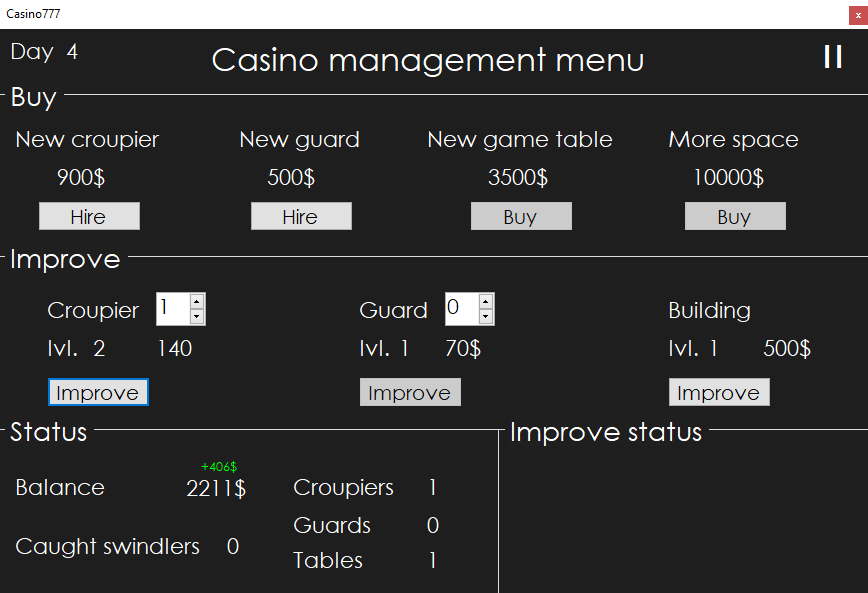 Casino777
x
Day 4
Casino management menu
Buy
New croupier New guard New game table More space
900$ 500$ 3500$ 10000$
Hire Hire Buy Buy
Improve
Croupier 1 Guard 0 Building
lvl. 2 140 lvl. 1 70$ lvl. 1 500$
Improve Improve Improve
Status Improve status
+406$
Balance 2211$ Croupiers 1
Guards 0
Caught swindlers 0
Tables 1